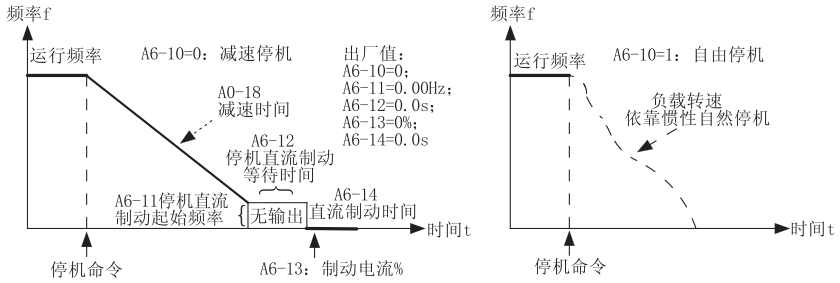 频率f
运行频率
A6-10=0：减速停机
A0-18
减速时间
出厂值：
A6-10=0；
A6-11=0.00Hz；
A6-12=0.0s；
A6-13=0%；
A6-14=0.0s
A6-12
停机直流制动
等待时间
A6-11停机直流
制动起始频率
无输出
A6-14
直流制动时间
时间t
停机命令
A6-13：制动电流%
频率f
运行频率
A6-10=1：自由停机
负载转速
依靠惯性自然停机
时间t
停机命令